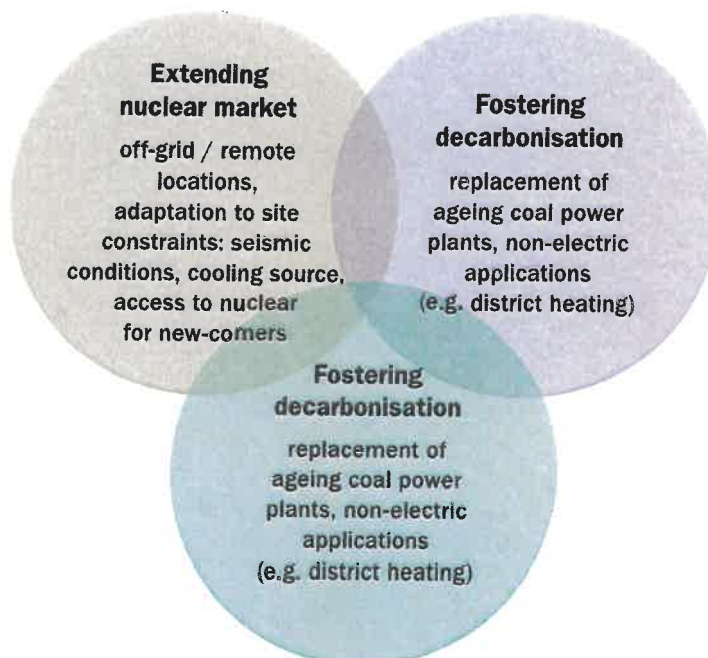 Extending
nuclear market
off-grid / remote
locations,
adaptation to site
constraints: seismic
conditions, cooling source,
access to nuclear
for new-comers
Fostering
decarbonisation
replacement of
ageing coal power
plants, non-electric
applications
(e.g. district heating)
Fostering
decarbonisation
replacement of
ageing coal power
plants, non-electric
applications
(e.g. district heating)